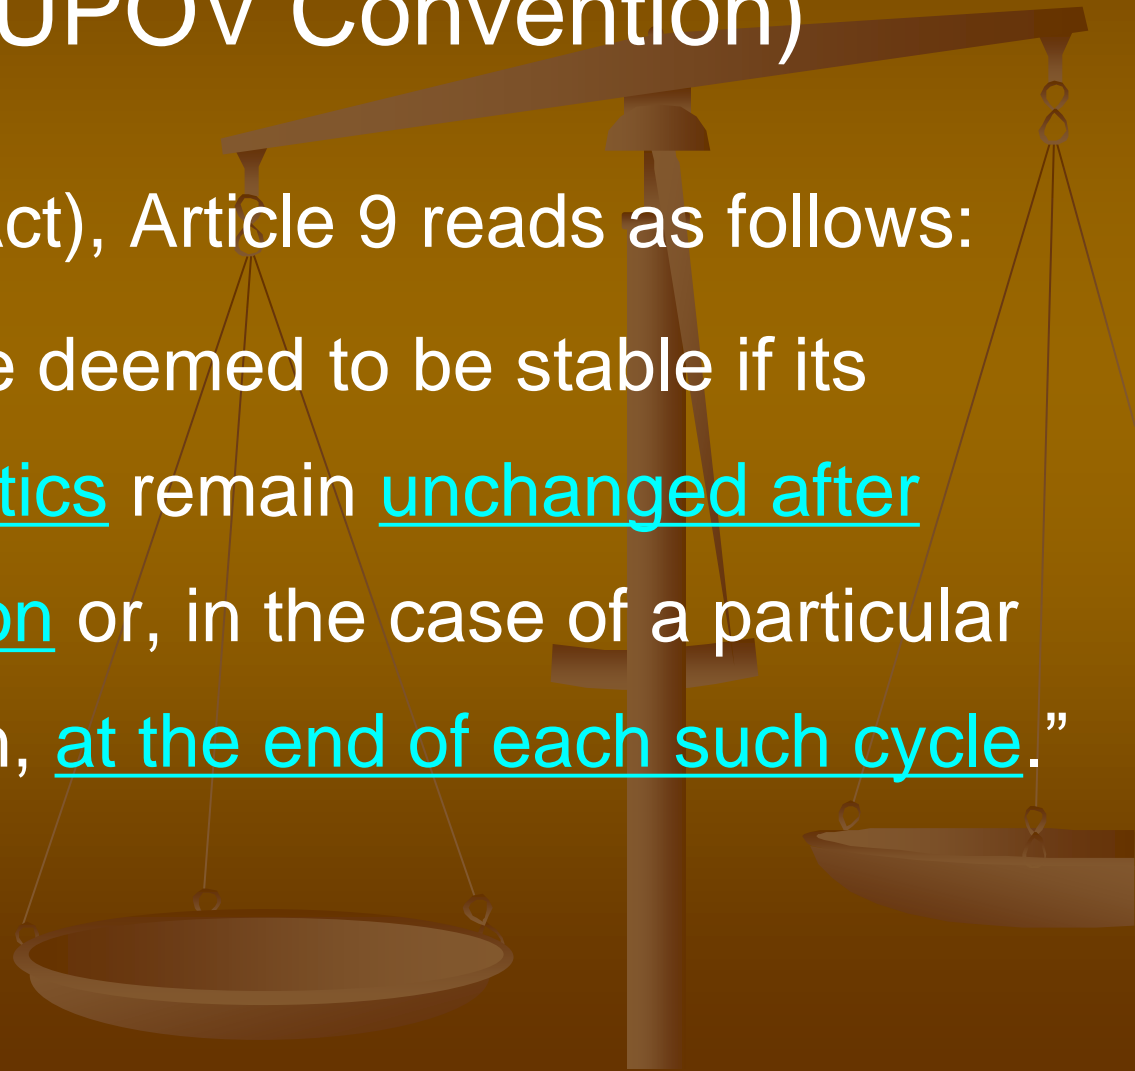 UPOV Convention)
ct), Article 9 reads as follows:
e deemed to be stable if its
tics remain unchanged after
on or, in the case of a particular
n, at the end of each such cycle.”